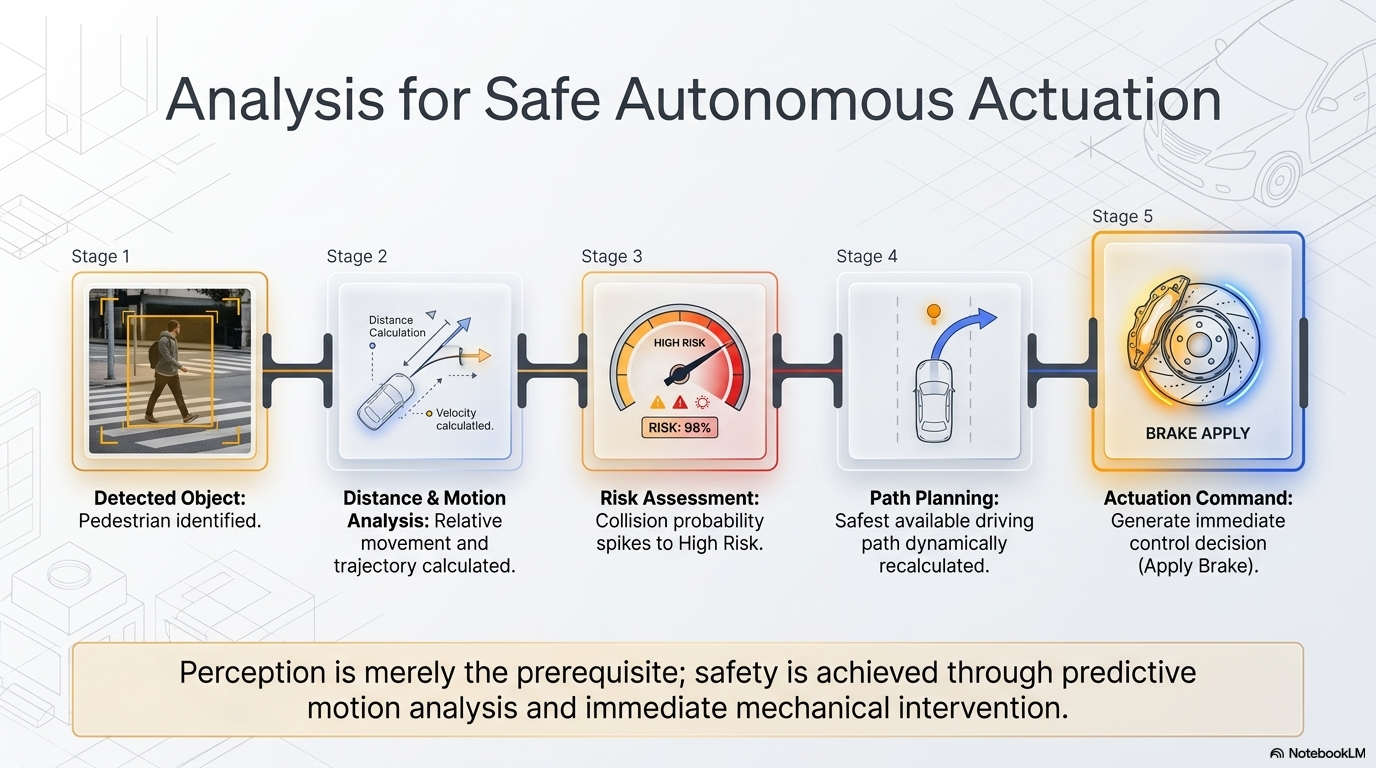 Analysis for Safe Autonomous Actuation
Stage 1
Detected Object:
Pedestrian identified.
Stage 2
Distance
Calculation
Velocity
calculatled.
Distance & Motion
Analysis: Relative
movement and
trajectory calculated.
Stage 3
HIGH RISK
RISK: 98%
Risk Assessment:
Collision probability
spikes to High Risk.
Stage 4
Path Planning:
Safest available driving
path dynamically
recalculated.
Stage 5
BRAKE APPLY
Actuation Command:
Generate immediate
control decision
(Apply Brake).
Perception is merely the prerequisite; safety is achieved through predictive
motion analysis and immediate mechanical intervention.
NotebookLM